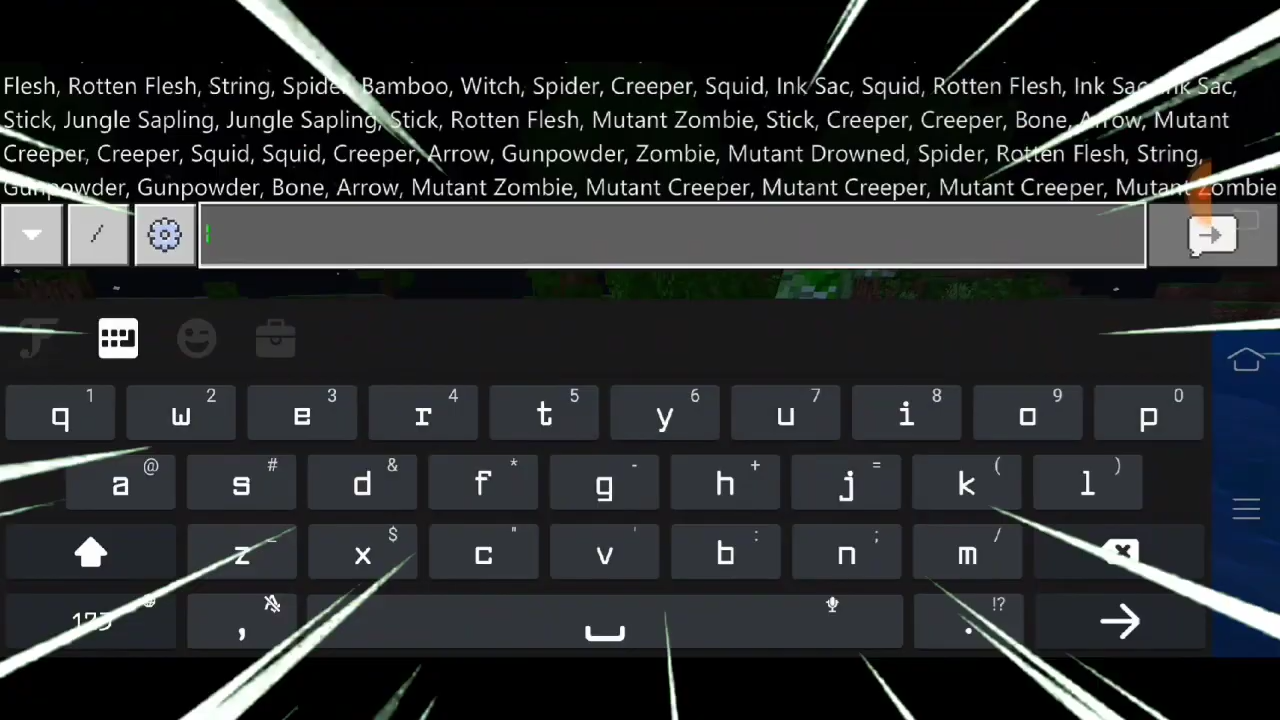 Flesh, Rotten Flesh, String, Spider, Bamboo, Witch, Spider, Creeper, Squid, Ink Sac, Squid, Rotten Flesh, Ink Sac, Ink Sac,
Stick, Jungle Sapling, Jungle Sapling, Stick, Rotten Flesh, Mutant Zombie, Stick, Creeper, Creeper, Bone, Arrow, Mutant
Creeper, Creeper, Squid, Squid, Creeper, Arrow, Gunpowder, Zombie, Mutant Drowned, Spider, Rotten Flesh, String,
Gunpowder, Gunpowder, Bone, Arrow, Mutant Zombie, Mutant Creeper, Mutant Creeper, Mutant Creeper, Mutant Zombie
/
1 2 3 4 5 6 7 8 9 0
q w e r t y u i o p
@ # & * - + = ( )
a s d f g h j k l
_ $ " ' : ; /
z x c v b n m
!?
123 , .